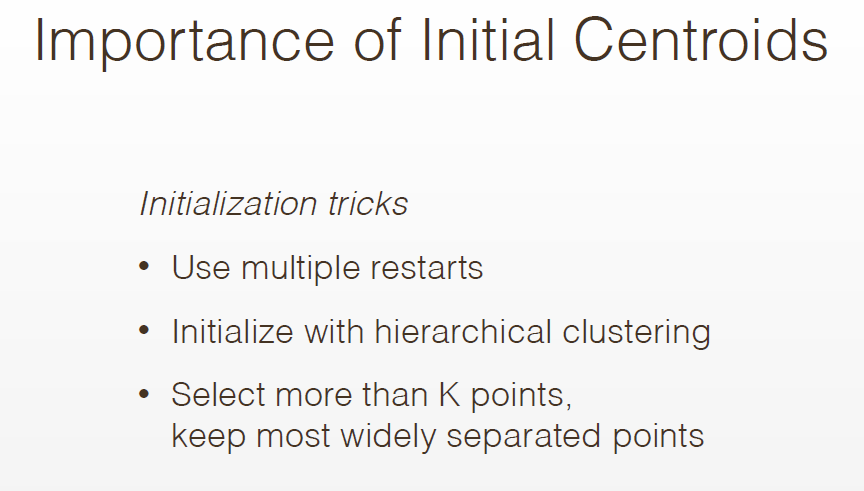 Importance of Initial Centroids
Initialization tricks
• Use multiple restarts
• Initialize with hierarchical clustering
• Select more than K points,
keep most widely separated points